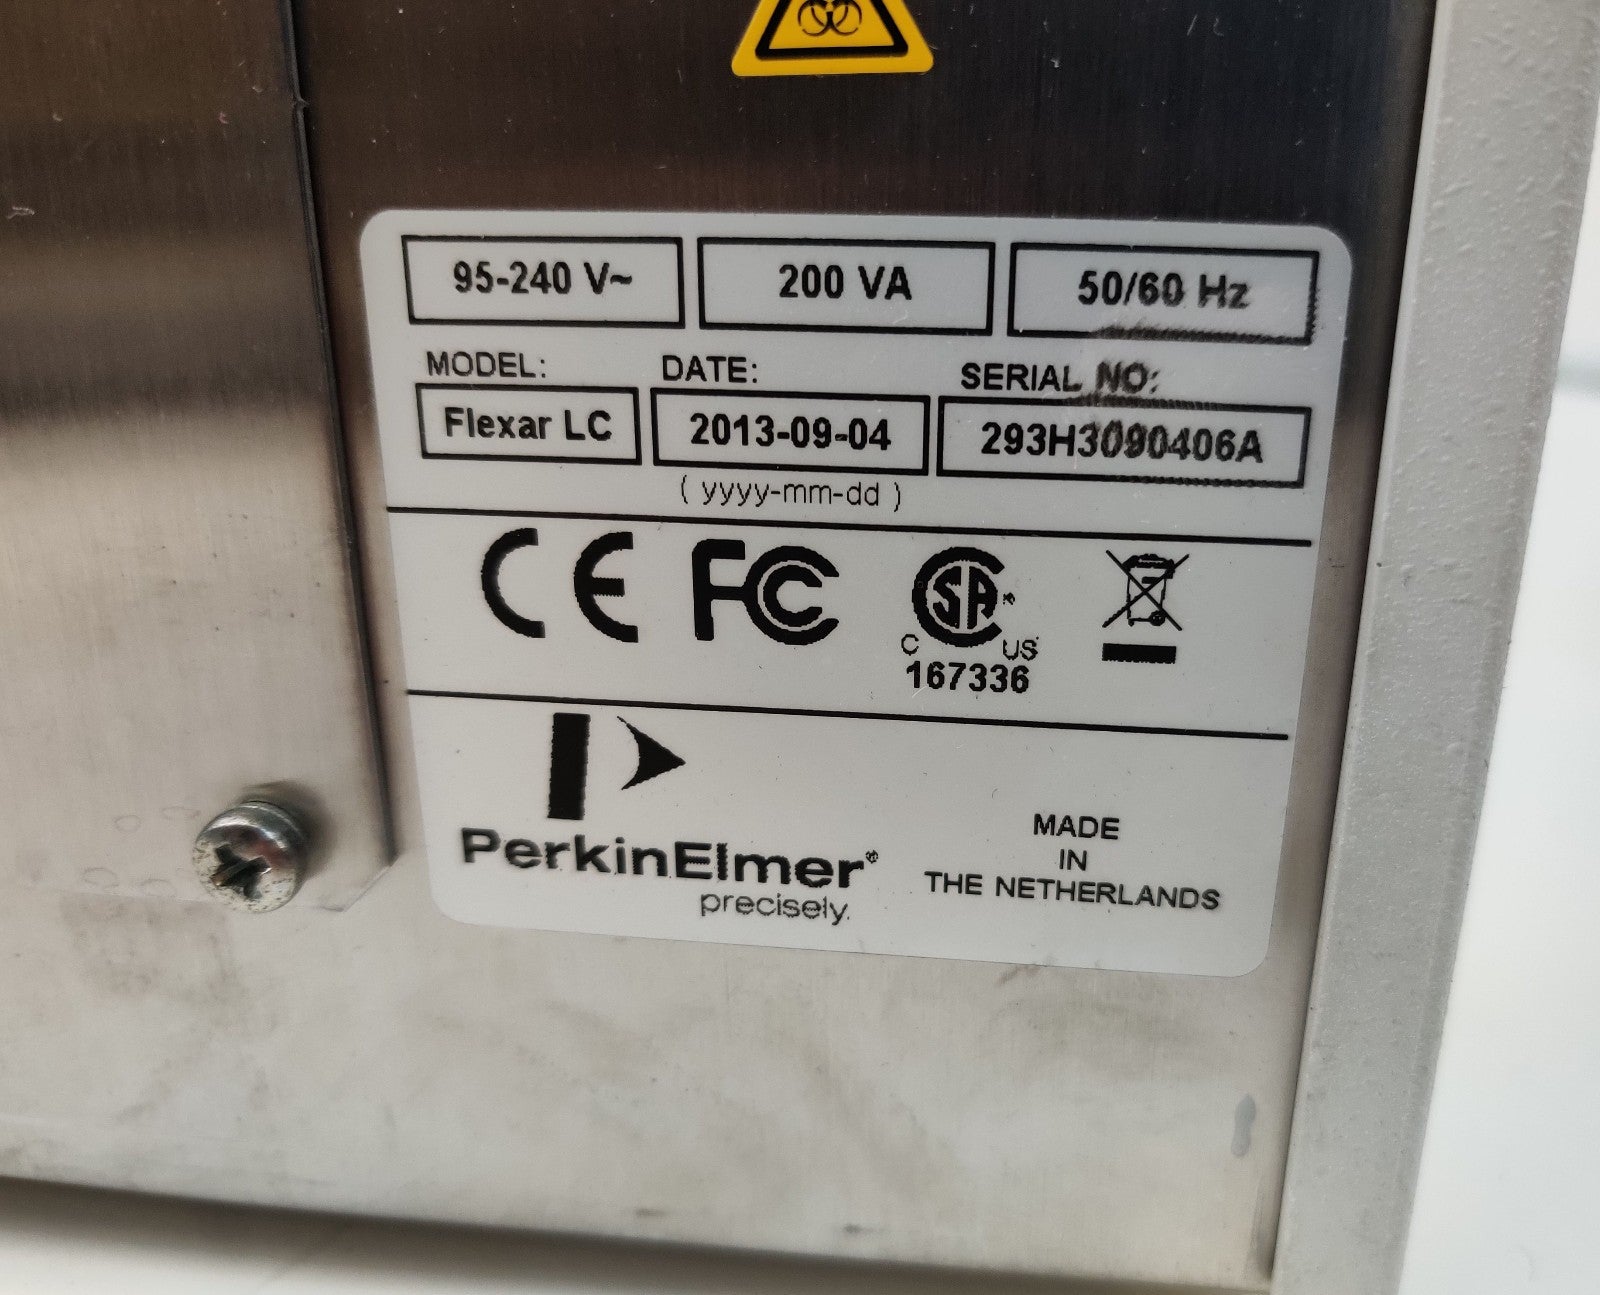 95-240 V~ 200 VA 50/60 Hz
MODEL: DATE: SERIAL NO:
Flexar LC 2013-09-04 293H3090406A
( yyyy-mm-dd )
CE FC CSA
C US
167336
PerkinElmer®
precisely.
MADE
IN
THE NETHERLANDS